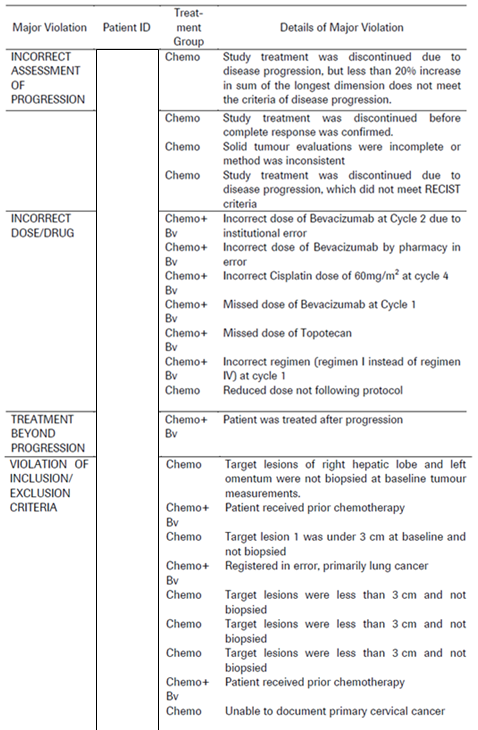 Major Violation Patient ID Treat-ment Group Details of Major Violation
INCORRECT Chemo Study treatment was discontinued due to
ASSESSMENT disease progression, but less than 20% increase
OF in sum of the longest dimension does not meet
PROGRESSION the criteria of disease progression.
Chemo Study treatment was discontinued before
complete response was confirmed.
Chemo Solid tumour evaluations were incomplete or
method was inconsistent
Chemo Study treatment was discontinued due to
disease progression, which did not meet RECIST
criteria
INCORRECT Chemo+ Incorrect dose of Bevacizumab at Cycle 2 due to
DOSE/DRUG Bv institutional error
Chemo+ Incorrect dose of Bevacizumab by pharmacy in
Bv error
Chemo+ Incorrect Cisplatin dose of 60mg/m² at cycle 4
Bv
Chemo+ Missed dose of Bevacizumab at Cycle 1
Bv
Chemo+ Missed dose of Topotecan
Bv
Chemo+ Incorrect regimen (regimen I instead of regimen
Bv IV) at cycle 1
Chemo Reduced dose not following protocol
TREATMENT Chemo+ Patient was treated after progression
BEYOND Bv
PROGRESSION
VIOLATION OF Chemo Target lesions of right hepatic lobe and left
INCLUSION/ omentum were not biopsied at baseline tumour
EXCLUSION measurements.
CRITERIA Chemo+ Patient received prior chemotherapy
Bv
Chemo Target lesion 1 was under 3 cm at baseline and
not biopsied
Chemo+ Registered in error, primarily lung cancer
Bv
Chemo Target lesions were less than 3 cm and not
biopsied
Chemo Target lesions were less than 3 cm and not
biopsied
Chemo Target lesions were less than 3 cm and not
biopsied
Chemo+ Patient received prior chemotherapy
Bv
Chemo Unable to document primary cervical cancer